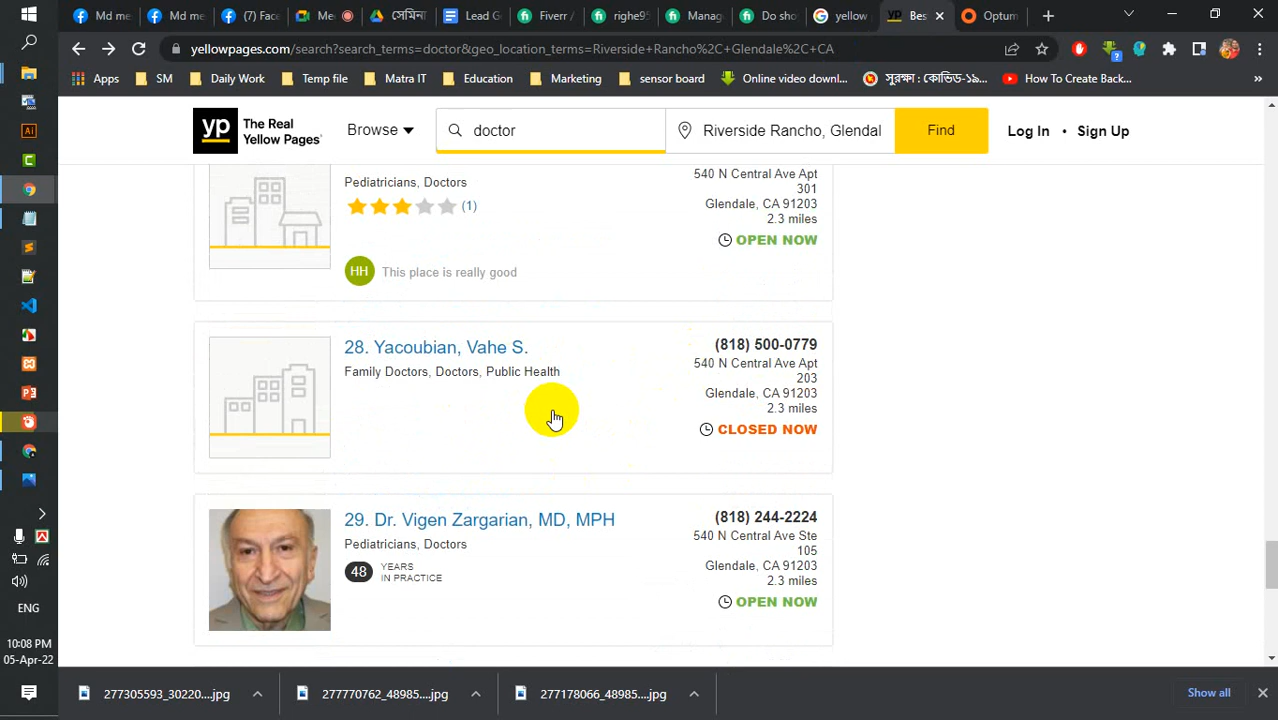 Md me
Md me
(7) Face
M
সেমিনা
Lead G
Fiverr /
righe95
Manag
Do sho
yellow
Bes
Optum
yellowpages.com/search?search_terms=doctor&geo_location_terms=Riverside+Rancho%2C+Glendale%2C+CA
Apps
SM
Daily Work
Temp file
Matra IT
Education
Marketing
sensor board
Online video downl...
সুরক্ষা : কোভিড-১৯...
How To Create Back...
»
yp
The Real
Yellow Pages®
Browse
doctor
Riverside Rancho, Glendal
Find
Log In • Sign Up
Pediatricians, Doctors
(1)
HH This place is really good
540 N Central Ave Apt
301
Glendale, CA 91203
2.3 miles
OPEN NOW
28. Yacoubian, Vahe S.
Family Doctors, Doctors, Public Health
(818) 500-0779
540 N Central Ave Apt
203
Glendale, CA 91203
2.3 miles
CLOSED NOW
29. Dr. Vigen Zargarian, MD, MPH
Pediatricians, Doctors
48 YEARS
IN PRACTICE
(818) 244-2224
540 N Central Ave Ste
105
Glendale, CA 91203
2.3 miles
OPEN NOW
ENG
10:08 PM
05-Apr-22
277305593_30220....jpg
277770762_48985....jpg
277178066_48985....jpg
Show all